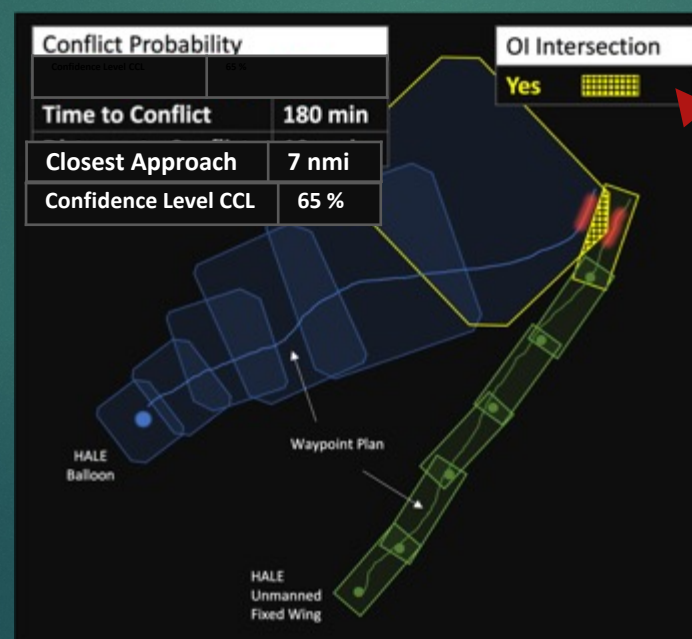 Conflict Probability
Confidence Level CCL 65 %
Time to Conflict 180 min
Closest Approach 7 nmi
Confidence Level CCL 65 %
OI Intersection
Yes
Waypoint Plan
HALE
Balloon
HALE
Unmanned
Fixed Wing